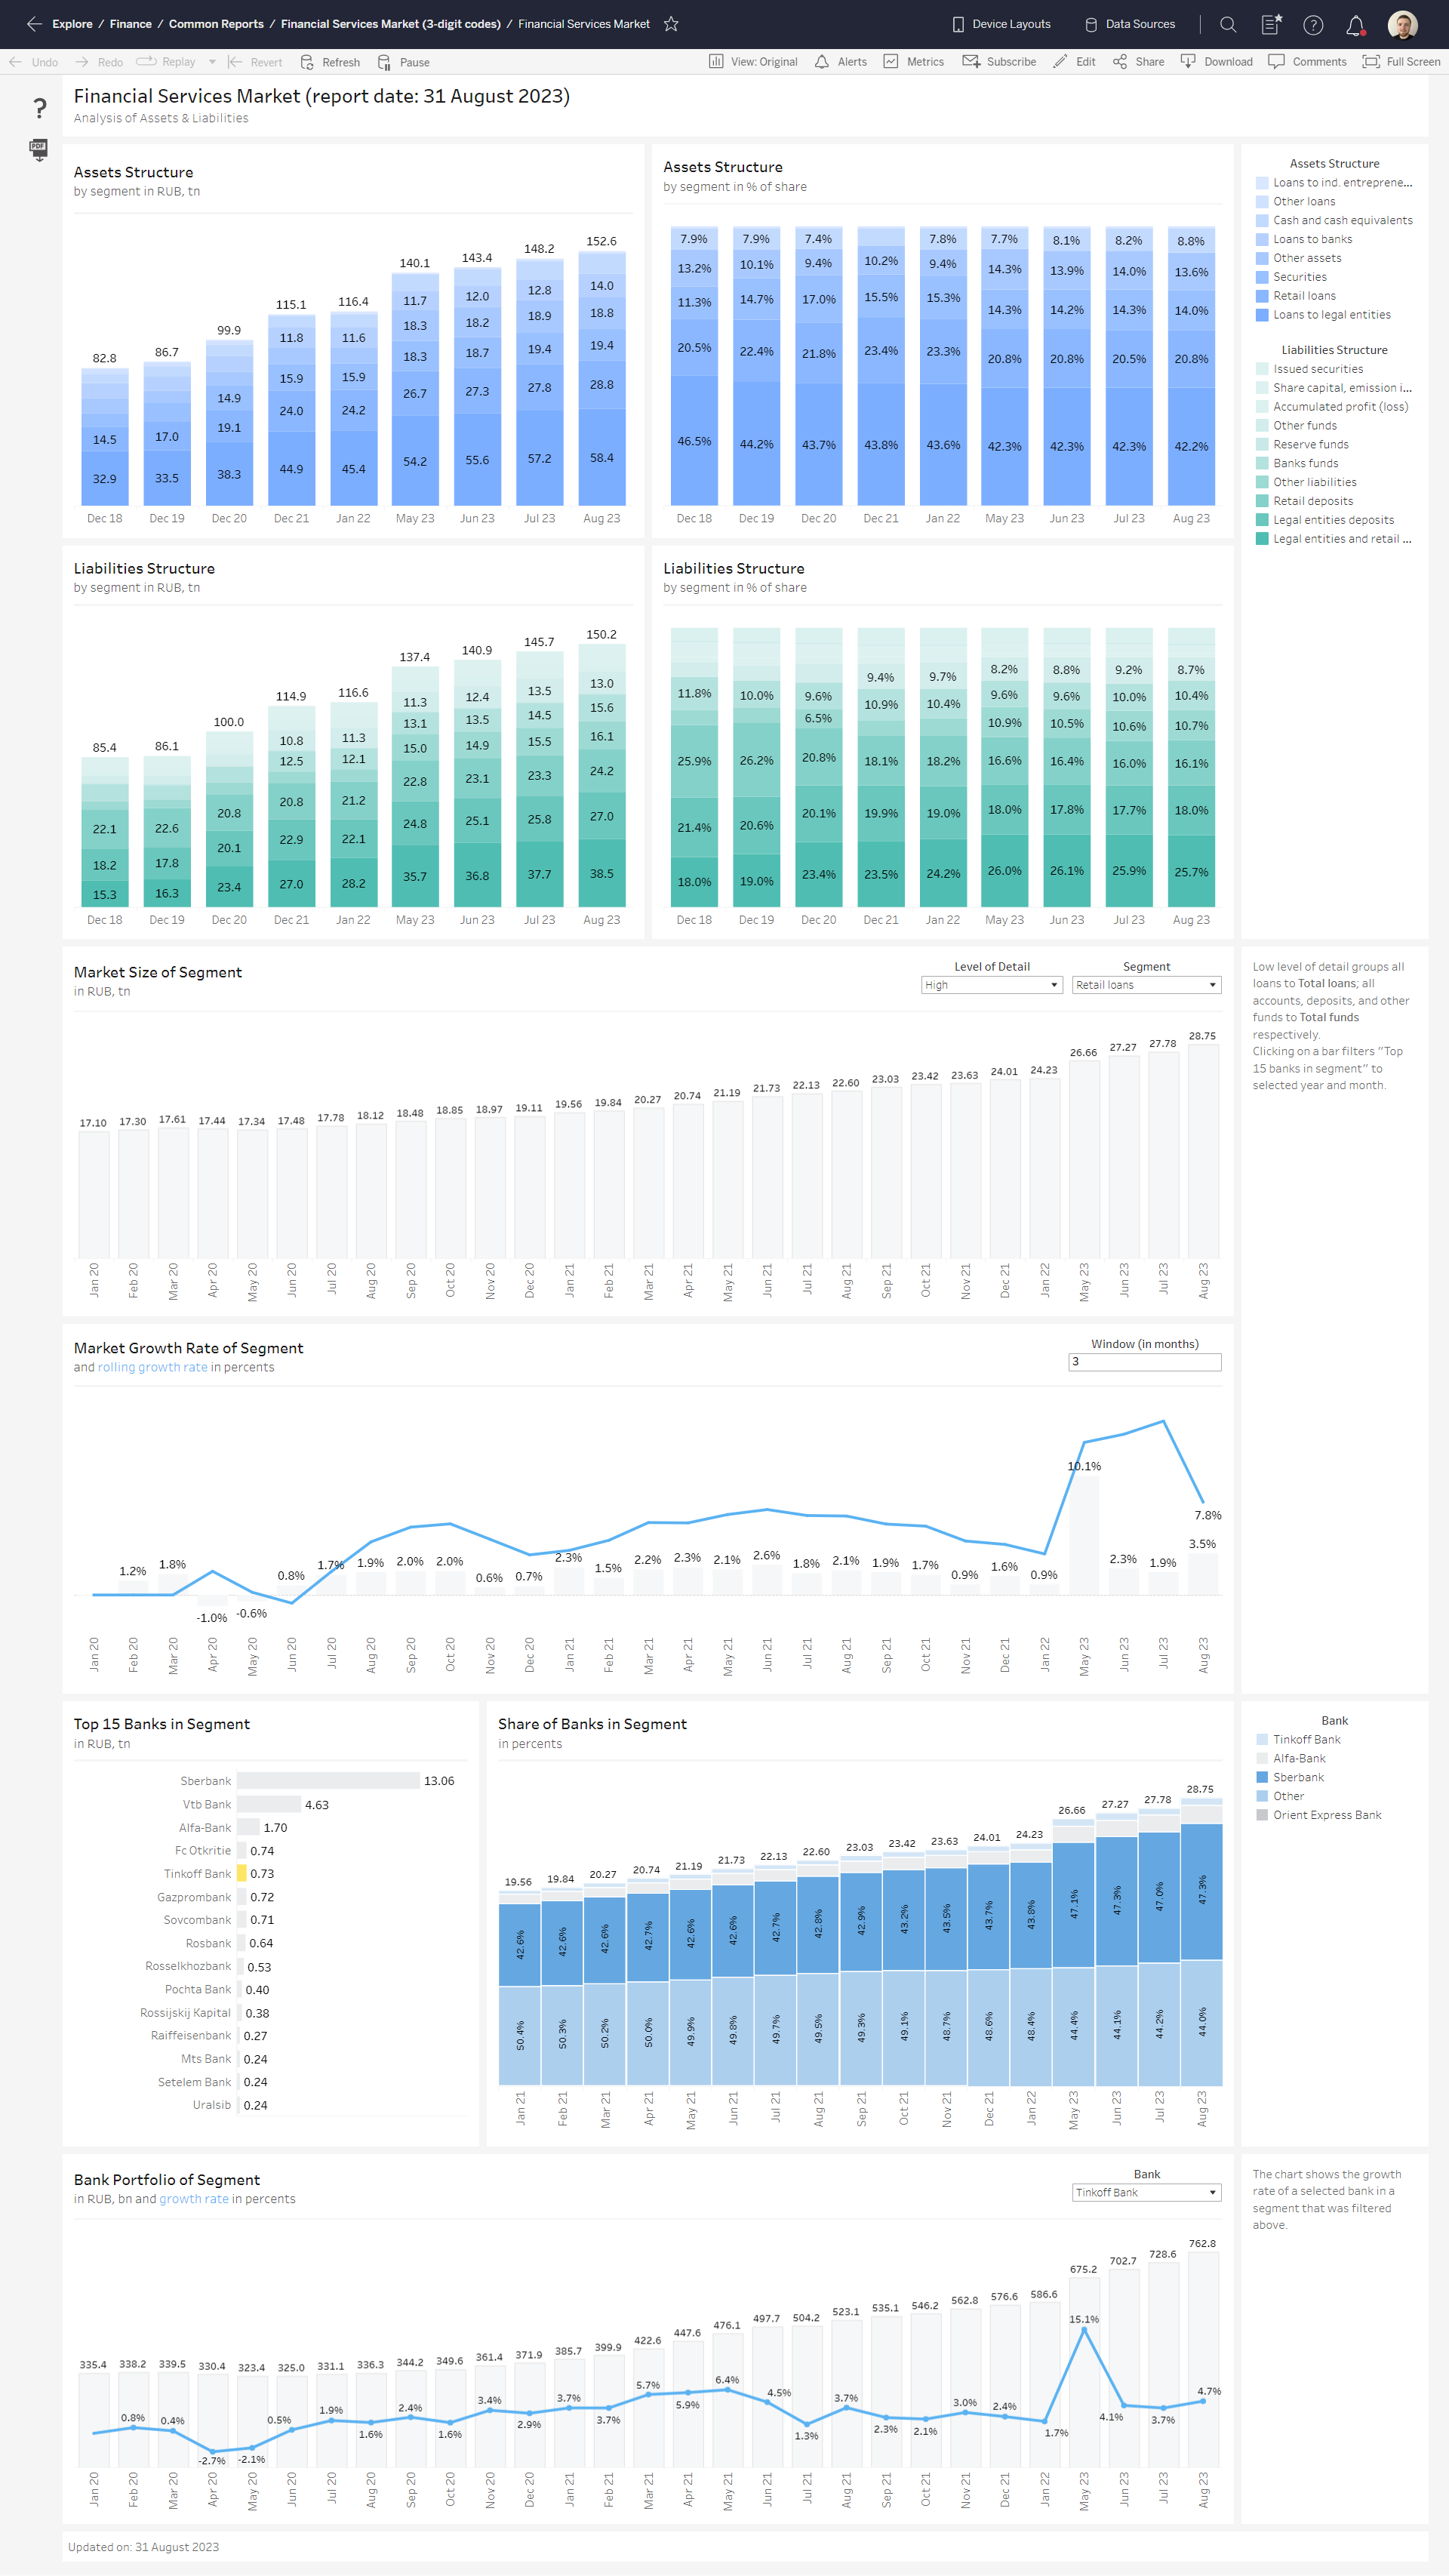 Explore / Finance / Common Reports / Financial Services Market (3-digit codes) / Financial Services Market
Device Layouts
Data Sources
Undo
Redo
Replay
Revert
Refresh
Pause
View: Original
Alerts
Metrics
Subscribe
Edit
Share
Download
Comments
Full Screen
?
PDF
Financial Services Market (report date: 31 August 2023)
Analysis of Assets & Liabilities
Assets Structure
by segment in RUB, tn
82.8 86.7 99.9 115.1 116.4 140.1 143.4 148.2 152.6
11.8 11.6 11.7 12.0 12.8 14.0
18.3 18.2 18.9 18.8
14.9 15.9 15.9 18.3 18.7 19.4 19.4
14.5 17.0 19.1 24.0 24.2 26.7 27.3 27.8 28.8
32.9 33.5 38.3 44.9 45.4 54.2 55.6 57.2 58.4
Dec 18 Dec 19 Dec 20 Dec 21 Jan 22 May 23 Jun 23 Jul 23 Aug 23
Assets Structure
by segment in % of share
7.9% 7.9% 7.4% 7.8% 7.7% 8.1% 8.2% 8.8%
13.2% 10.1% 9.4% 10.2% 9.4% 14.3% 13.9% 14.0% 13.6%
11.3% 14.7% 17.0% 15.5% 15.3% 14.3% 14.2% 14.3% 14.0%
20.5% 22.4% 21.8% 23.4% 23.3% 20.8% 20.8% 20.5% 20.8%
46.5% 44.2% 43.7% 43.8% 43.6% 42.3% 42.3% 42.3% 42.2%
Dec 18 Dec 19 Dec 20 Dec 21 Jan 22 May 23 Jun 23 Jul 23 Aug 23
Assets Structure
Loans to ind. entreprene...
Other loans
Cash and cash equivalents
Loans to banks
Other assets
Securities
Retail loans
Loans to legal entities
Liabilities Structure
Issued securities
Share capital, emission i...
Accumulated profit (loss)
Other funds
Reserve funds
Banks funds
Other liabilities
Retail deposits
Legal entities deposits
Legal entities and retail ...
Liabilities Structure
by segment in RUB, tn
85.4 86.1 100.0 114.9 116.6 137.4 140.9 145.7 150.2
11.3 12.4 13.5 13.0
10.8 11.3 13.1 13.5 14.5 15.6
12.5 12.1 15.0 14.9 15.5 16.1
22.1 22.6 20.8 20.8 21.2 22.8 23.1 23.3 24.2
18.2 17.8 20.1 22.9 22.1 24.8 25.1 25.8 27.0
15.3 16.3 23.4 27.0 28.2 35.7 36.8 37.7 38.5
Dec 18 Dec 19 Dec 20 Dec 21 Jan 22 May 23 Jun 23 Jul 23 Aug 23
Liabilities Structure
by segment in % of share
9.4% 9.7% 8.2% 8.8% 9.2% 8.7%
11.8% 10.0% 9.6% 10.9% 10.4% 9.6% 9.6% 10.0% 10.4%
6.5% 10.9% 10.5% 10.6% 10.7%
25.9% 26.2% 20.8% 18.1% 18.2% 16.6% 16.4% 16.0% 16.1%
21.4% 20.6% 20.1% 19.9% 19.0% 18.0% 17.8% 17.7% 18.0%
18.0% 19.0% 23.4% 23.5% 24.2% 26.0% 26.1% 25.9% 25.7%
Dec 18 Dec 19 Dec 20 Dec 21 Jan 22 May 23 Jun 23 Jul 23 Aug 23
Market Size of Segment
in RUB, tn
Level of Detail
High
Segment
Retail loans
17.10 17.30 17.61 17.44 17.34 17.48 17.78 18.12 18.48 18.85 18.97 19.11 19.56 19.84 20.27 20.74 21.19 21.73 22.13 22.60 23.03 23.42 23.63 24.01 24.23 26.66 27.27 27.78 28.75
Jan 20 Feb 20 Mar 20 Apr 20 May 20 Jun 20 Jul 20 Aug 20 Sep 20 Oct 20 Nov 20 Dec 20 Jan 21 Feb 21 Mar 21 Apr 21 May 21 Jun 21 Jul 21 Aug 21 Sep 21 Oct 21 Nov 21 Dec 21 Jan 22 May 23 Jun 23 Jul 23 Aug 23
Low level of detail groups all
loans to Total loans; all
accounts, deposits, and other
funds to Total funds
respectively.
Clicking on a bar filters "Top
15 banks in segment" to
selected year and month.
Market Growth Rate of Segment
and rolling growth rate in percents
Window (in months)
3
1.2% 1.8% -1.0% -0.6% 0.8% 1.7% 1.9% 2.0% 2.0% 0.6% 0.7% 2.3% 1.5% 2.2% 2.3% 2.1% 2.6% 1.8% 2.1% 1.9% 1.7% 0.9% 1.6% 0.9% 10.1% 2.3% 1.9% 3.5%
7.8%
Jan 20 Feb 20 Mar 20 Apr 20 May 20 Jun 20 Jul 20 Aug 20 Sep 20 Oct 20 Nov 20 Dec 20 Jan 21 Feb 21 Mar 21 Apr 21 May 21 Jun 21 Jul 21 Aug 21 Sep 21 Oct 21 Nov 21 Dec 21 Jan 22 May 23 Jun 23 Jul 23 Aug 23
Top 15 Banks in Segment
in RUB, tn
Sberbank 13.06
Vtb Bank 4.63
Alfa-Bank 1.70
Fc Otkritie 0.74
Tinkoff Bank 0.73
Gazprombank 0.72
Sovcombank 0.71
Rosbank 0.64
Rosselkhozbank 0.53
Pochta Bank 0.40
Rossijskij Kapital 0.38
Raiffeisenbank 0.27
Mts Bank 0.24
Setelem Bank 0.24
Uralsib 0.24
Share of Banks in Segment
in percents
19.56 19.84 20.27 20.74 21.19 21.73 22.13 22.60 23.03 23.42 23.63 24.01 24.23 26.66 27.27 27.78 28.75
42.6% 42.6% 42.6% 42.7% 42.6% 42.6% 42.7% 42.8% 42.9% 43.2% 43.5% 43.7% 43.8% 47.1% 47.3% 47.0% 47.3%
50.4% 50.3% 50.2% 50.0% 49.9% 49.8% 49.7% 49.5% 49.3% 49.1% 48.7% 48.6% 48.4% 44.4% 44.1% 44.2% 44.0%
Jan 21 Feb 21 Mar 21 Apr 21 May 21 Jun 21 Jul 21 Aug 21 Sep 21 Oct 21 Nov 21 Dec 21 Jan 22 May 23 Jun 23 Jul 23 Aug 23
Bank
Tinkoff Bank
Alfa-Bank
Sberbank
Other
Orient Express Bank
Bank Portfolio of Segment
in RUB, bn and growth rate in percents
Bank
Tinkoff Bank
335.4 338.2 339.5 330.4 323.4 325.0 331.1 336.3 344.2 349.6 361.4 371.9 385.7 399.9 422.6 447.6 476.1 497.7 504.2 523.1 535.1 546.2 562.8 576.6 586.6 675.2 702.7 728.6 762.8
0.8% 0.4% -2.7% -2.1% 0.5% 1.9% 1.6% 2.4% 1.6% 3.4% 2.9% 3.7% 3.7% 5.7% 5.9% 6.4% 4.5% 1.3% 3.7% 2.3% 2.1% 3.0% 2.4% 1.7% 15.1% 4.1% 3.7% 4.7%
Jan 20 Feb 20 Mar 20 Apr 20 May 20 Jun 20 Jul 20 Aug 20 Sep 20 Oct 20 Nov 20 Dec 20 Jan 21 Feb 21 Mar 21 Apr 21 May 21 Jun 21 Jul 21 Aug 21 Sep 21 Oct 21 Nov 21 Dec 21 Jan 22 May 23 Jun 23 Jul 23 Aug 23
The chart shows the growth
rate of a selected bank in a
segment that was filtered
above.
Updated on: 31 August 2023